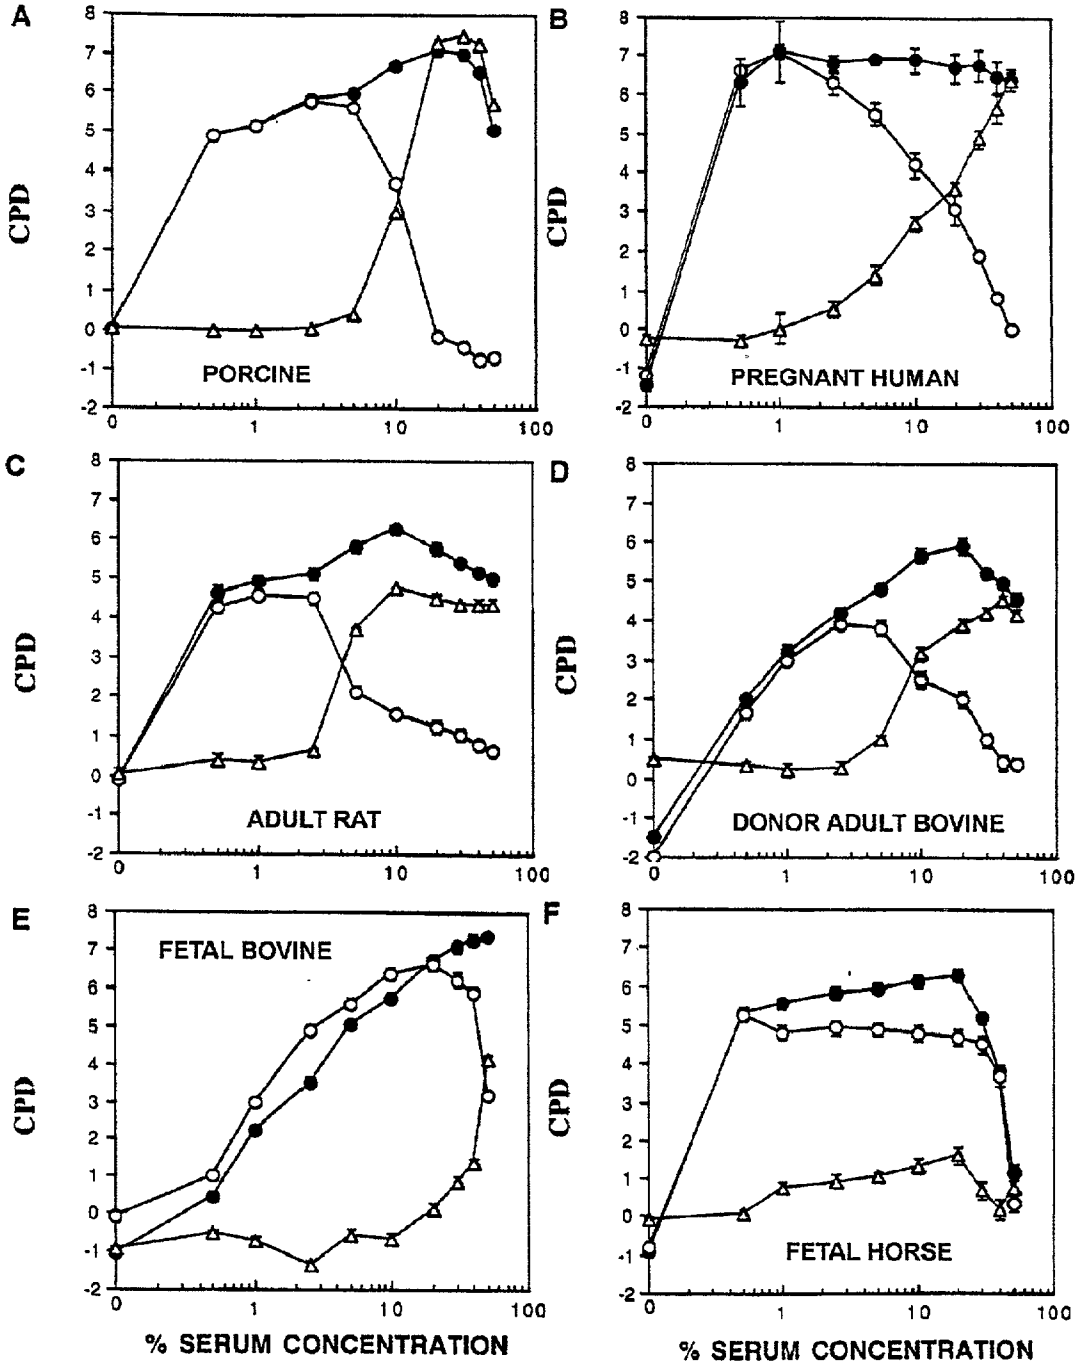 A
8
7
6
5
4
3
2
1
0
-1
-2
CPD
PORCINE
0 1 10 100
B
8
7
6
5
4
3
2
1
0
-1
-2
CPD
PREGNANT HUMAN
0 1 10 100
C
8
7
6
5
4
3
2
1
0
-1
-2
CPD
ADULT RAT
0 1 10 100
D
8
7
6
5
4
3
2
1
0
-1
-2
CPD
DONOR ADULT BOVINE
0 1 10 100
E
8
7
6
5
4
3
2
1
0
-1
-2
CPD
FETAL BOVINE
0 1 10 100
% SERUM CONCENTRATION
F
8
7
6
5
4
3
2
1
0
-1
-2
CPD
FETAL HORSE
0 1 10 100
% SERUM CONCENTRATION